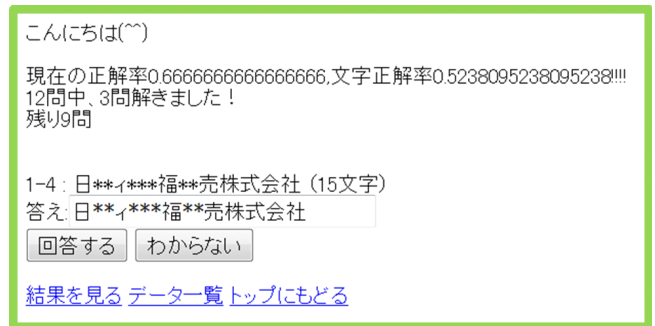 こんにちは(^^)
現在の正解率0.6666666666666666,文字正解率0.5238095238095238!!!!
12問中、3問解きました！
残り9問
1-4 : 日**ィ***福**売株式会社 (15文字)
答え:日**ィ***福**売株式会社
回答する わからない
結果を見る データ一覧 トップにもどる